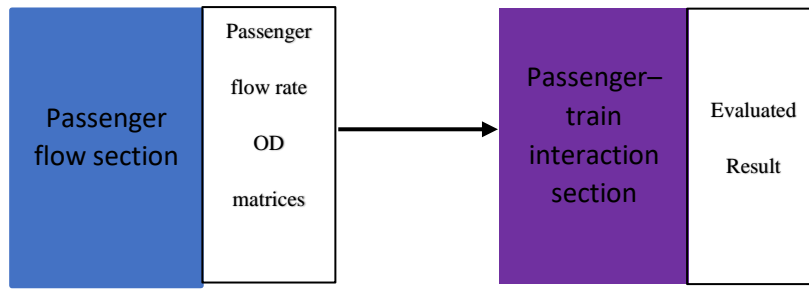 Passenger
flow section
Passenger
flow rate
OD
matrices
Passenger–
train
interaction
section
Evaluated
Result